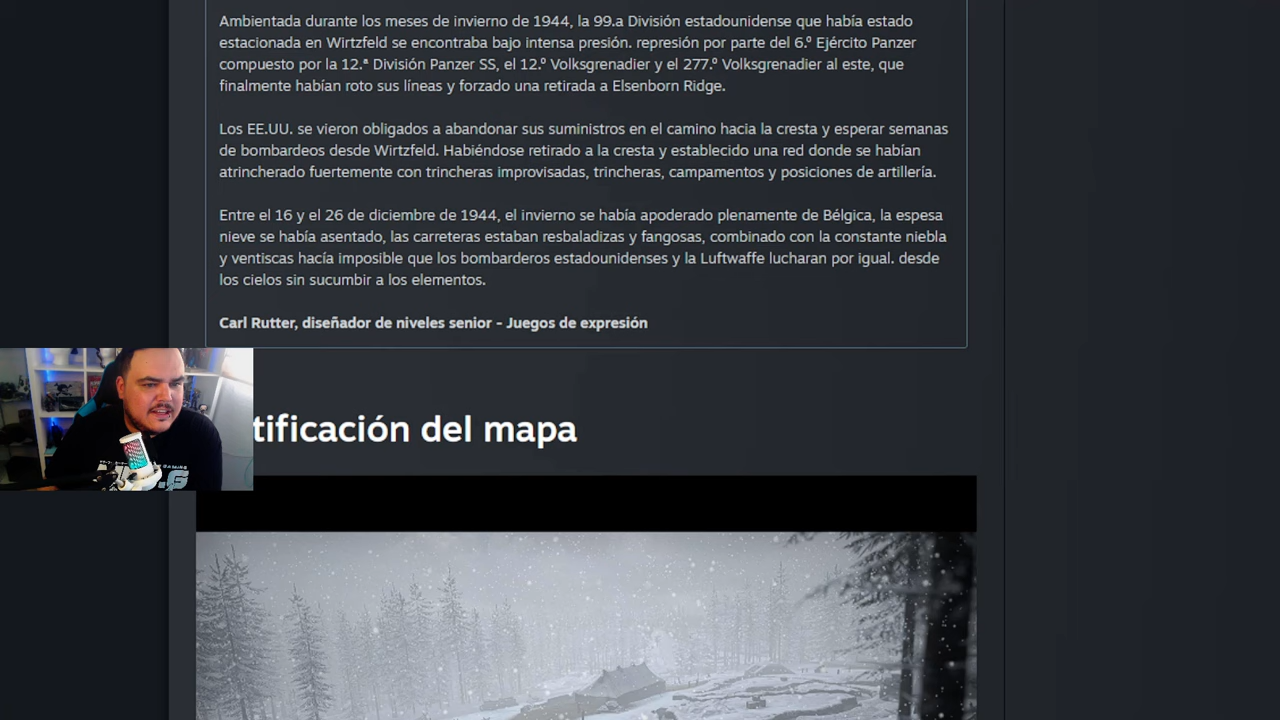 Ambientada durante los meses de invierno de 1944, la 99.a División estadounidense que había estado
estacionada en Wirtzfeld se encontraba bajo intensa presión. represión por parte del 6.º Ejército Panzer
compuesto por la 12.ª División Panzer SS, el 12.º Volksgrenadier y el 277.º Volksgrenadier al este, que
finalmente habían roto sus líneas y forzado una retirada a Elsenborn Ridge.
Los EE.UU. se vieron obligados a abandonar sus suministros en el camino hacia la cresta y esperar semanas
de bombardeos desde Wirtzfeld. Habiéndose retirado a la cresta y establecido una red donde se habían
atrincherado fuertemente con trincheras improvisadas, trincheras, campamentos y posiciones de artillería.
Entre el 16 y el 26 de diciembre de 1944, el invierno se había apoderado plenamente de Bélgica, la espesa
nieve se había asentado, las carreteras estaban resbaladizas y fangosas, combinado con la constante niebla
y ventiscas hacía imposible que los bombarderos estadounidenses y la Luftwaffe lucharan por igual. desde
los cielos sin sucumbir a los elementos.
Carl Rutter, diseñador de niveles senior - Juegos de expresión
tificación del mapa